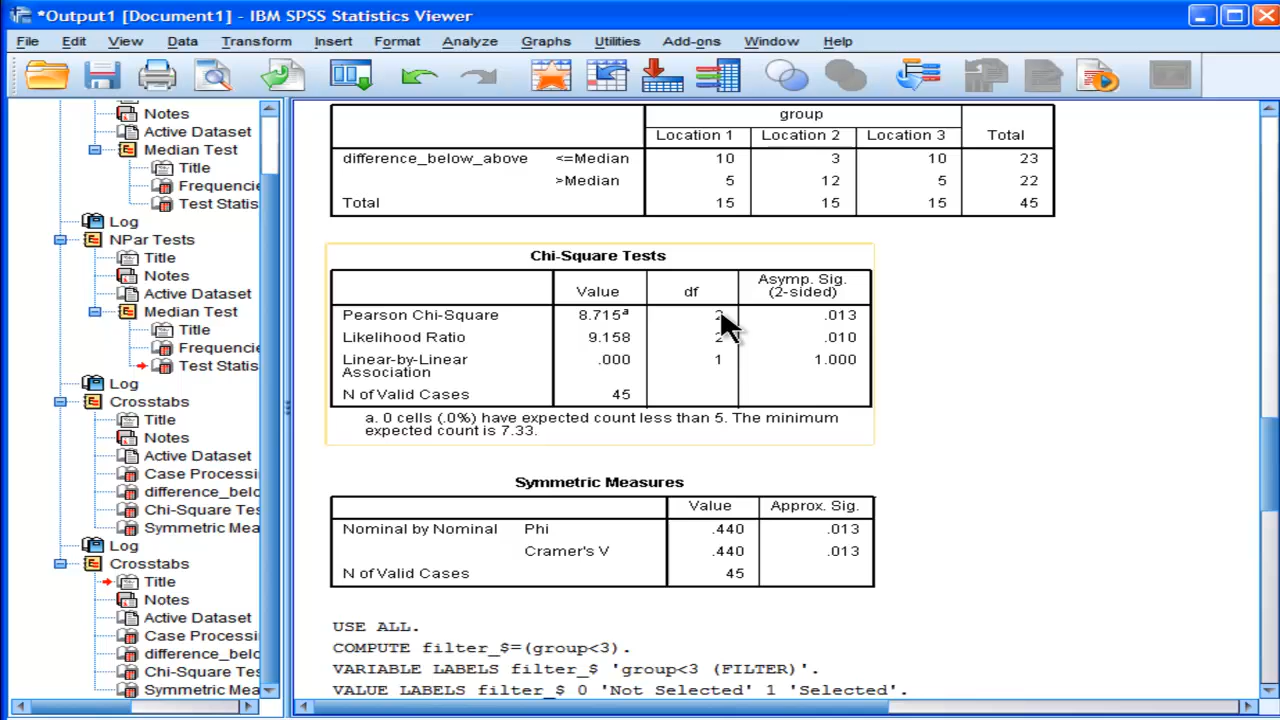 *Output1 [Document1] - IBM SPSS Statistics Viewer
File Edit View Data Transform Insert Format Analyze Graphs Utilities Add-ons Window Help
Notes
Active Dataset
Median Test
Title
Frequencie
Test Statis
Log
NPar Tests
Title
Notes
Active Dataset
Median Test
Title
Frequencie
Test Statis
Log
Crosstabs
Title
Notes
Active Dataset
Case Processi
difference_belo
Chi-Square Tes
Symmetric Mea
Log
Crosstabs
Title
Notes
Active Dataset
Case Processi
difference_belo
Chi-Square Tes
Symmetric Mea
group
Location 1 Location 2 Location 3 Total
difference_below_above <=Median 10 3 10 23
>Median 5 12 5 22
Total 15 15 15 45
Chi-Square Tests
Value df Asymp. Sig. (2-sided)
Pearson Chi-Square 8.715a 2 .013
Likelihood Ratio 9.158 2 .010
Linear-by-Linear Association .000 1 1.000
N of Valid Cases 45
a. 0 cells (.0%) have expected count less than 5. The minimum
expected count is 7.33.
Symmetric Measures
Value Approx. Sig.
Nominal by Nominal Phi .440 .013
Cramer's V .440 .013
N of Valid Cases 45
USE ALL.
COMPUTE filter_$=(group<3).
VARIABLE LABELS filter_$ 'group<3 (FILTER)'.
VALUE LABELS filter_$ 0 'Not Selected' 1 'Selected'.